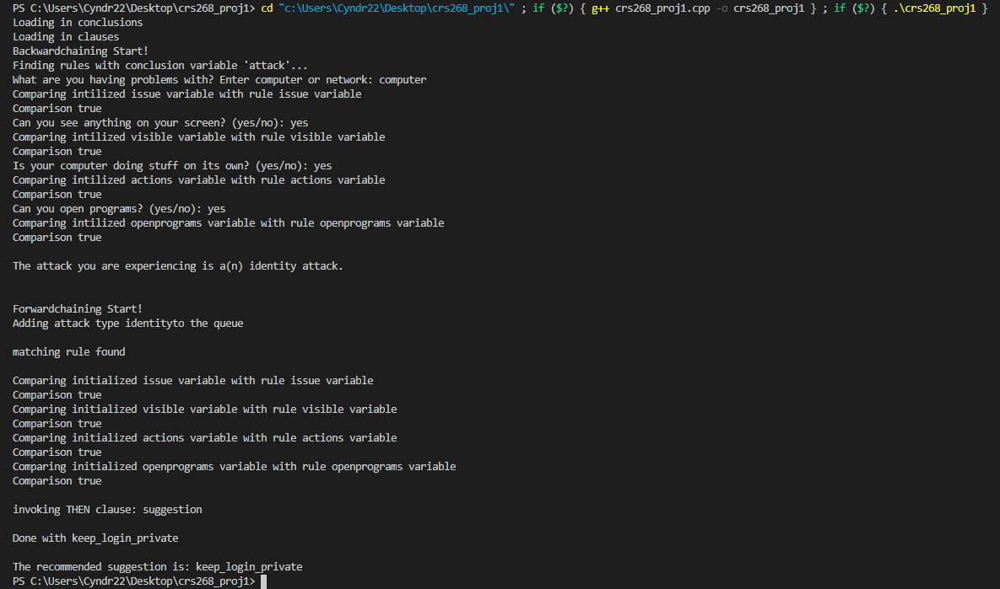 PS C:\Users\Cyndr22\Desktop\crs268_proj1> cd "c:\Users\Cyndr22\Desktop\crs268_proj1\" ; if ($?) { g++ crs268_proj1.cpp -o crs268_proj1 } ; if ($?) { .\crs268_proj1 }
Loading in conclusions
Loading in clauses
Backwardchaining Start!
Finding rules with conclusion variable 'attack'...
What are you having problems with? Enter computer or network: computer
Comparing intilized issue variable with rule issue variable
Comparison true
Can you see anything on your screen? (yes/no): yes
Comparing intilized visible variable with rule visible variable
Comparison true
Is your computer doing stuff on its own? (yes/no): yes
Comparing intilized actions variable with rule actions variable
Comparison true
Can you open programs? (yes/no): yes
Comparing intilized openprograms variable with rule openprograms variable
Comparison true
The attack you are experiencing is a(n) identity attack.
Forwardchaining Start!
Adding attack type identityto the queue
matching rule found
Comparing initialized issue variable with rule issue variable
Comparison true
Comparing initialized visible variable with rule visible variable
Comparison true
Comparing initialized actions variable with rule actions variable
Comparison true
Comparing initialized openprograms variable with rule openprograms variable
Comparison true
invoking THEN clause: suggestion
Done with keep_login_private
The recommended suggestion is: keep_login_private
PS C:\Users\Cyndr22\Desktop\crs268_proj1>